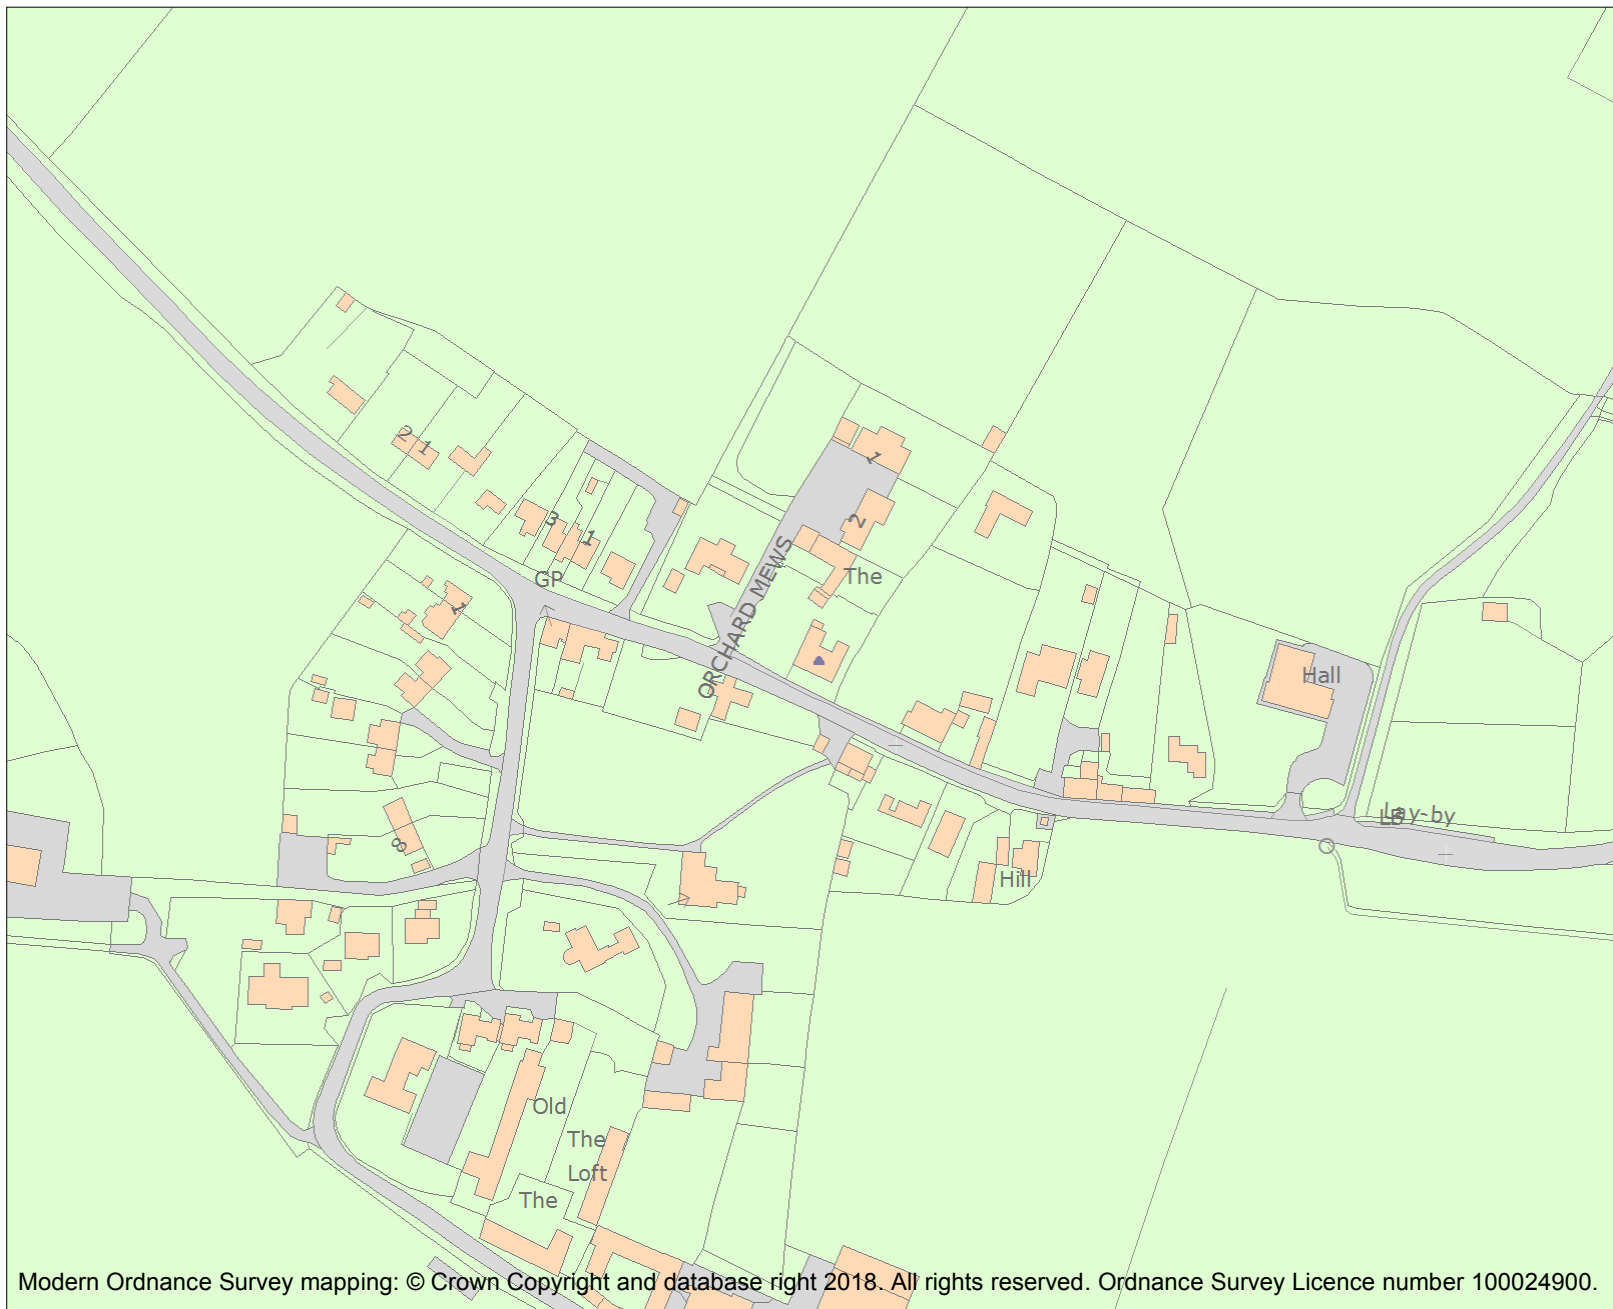 2 1
1
3
1
2
GP
The
ORCHARD MEWS
1
Hall
Lay-by
LB
8
Hill
Old
The
Loft
The
Modern Ordnance Survey mapping: © Crown Copyright and database right 2018. All rights reserved. Ordnance Survey Licence number 100024900.